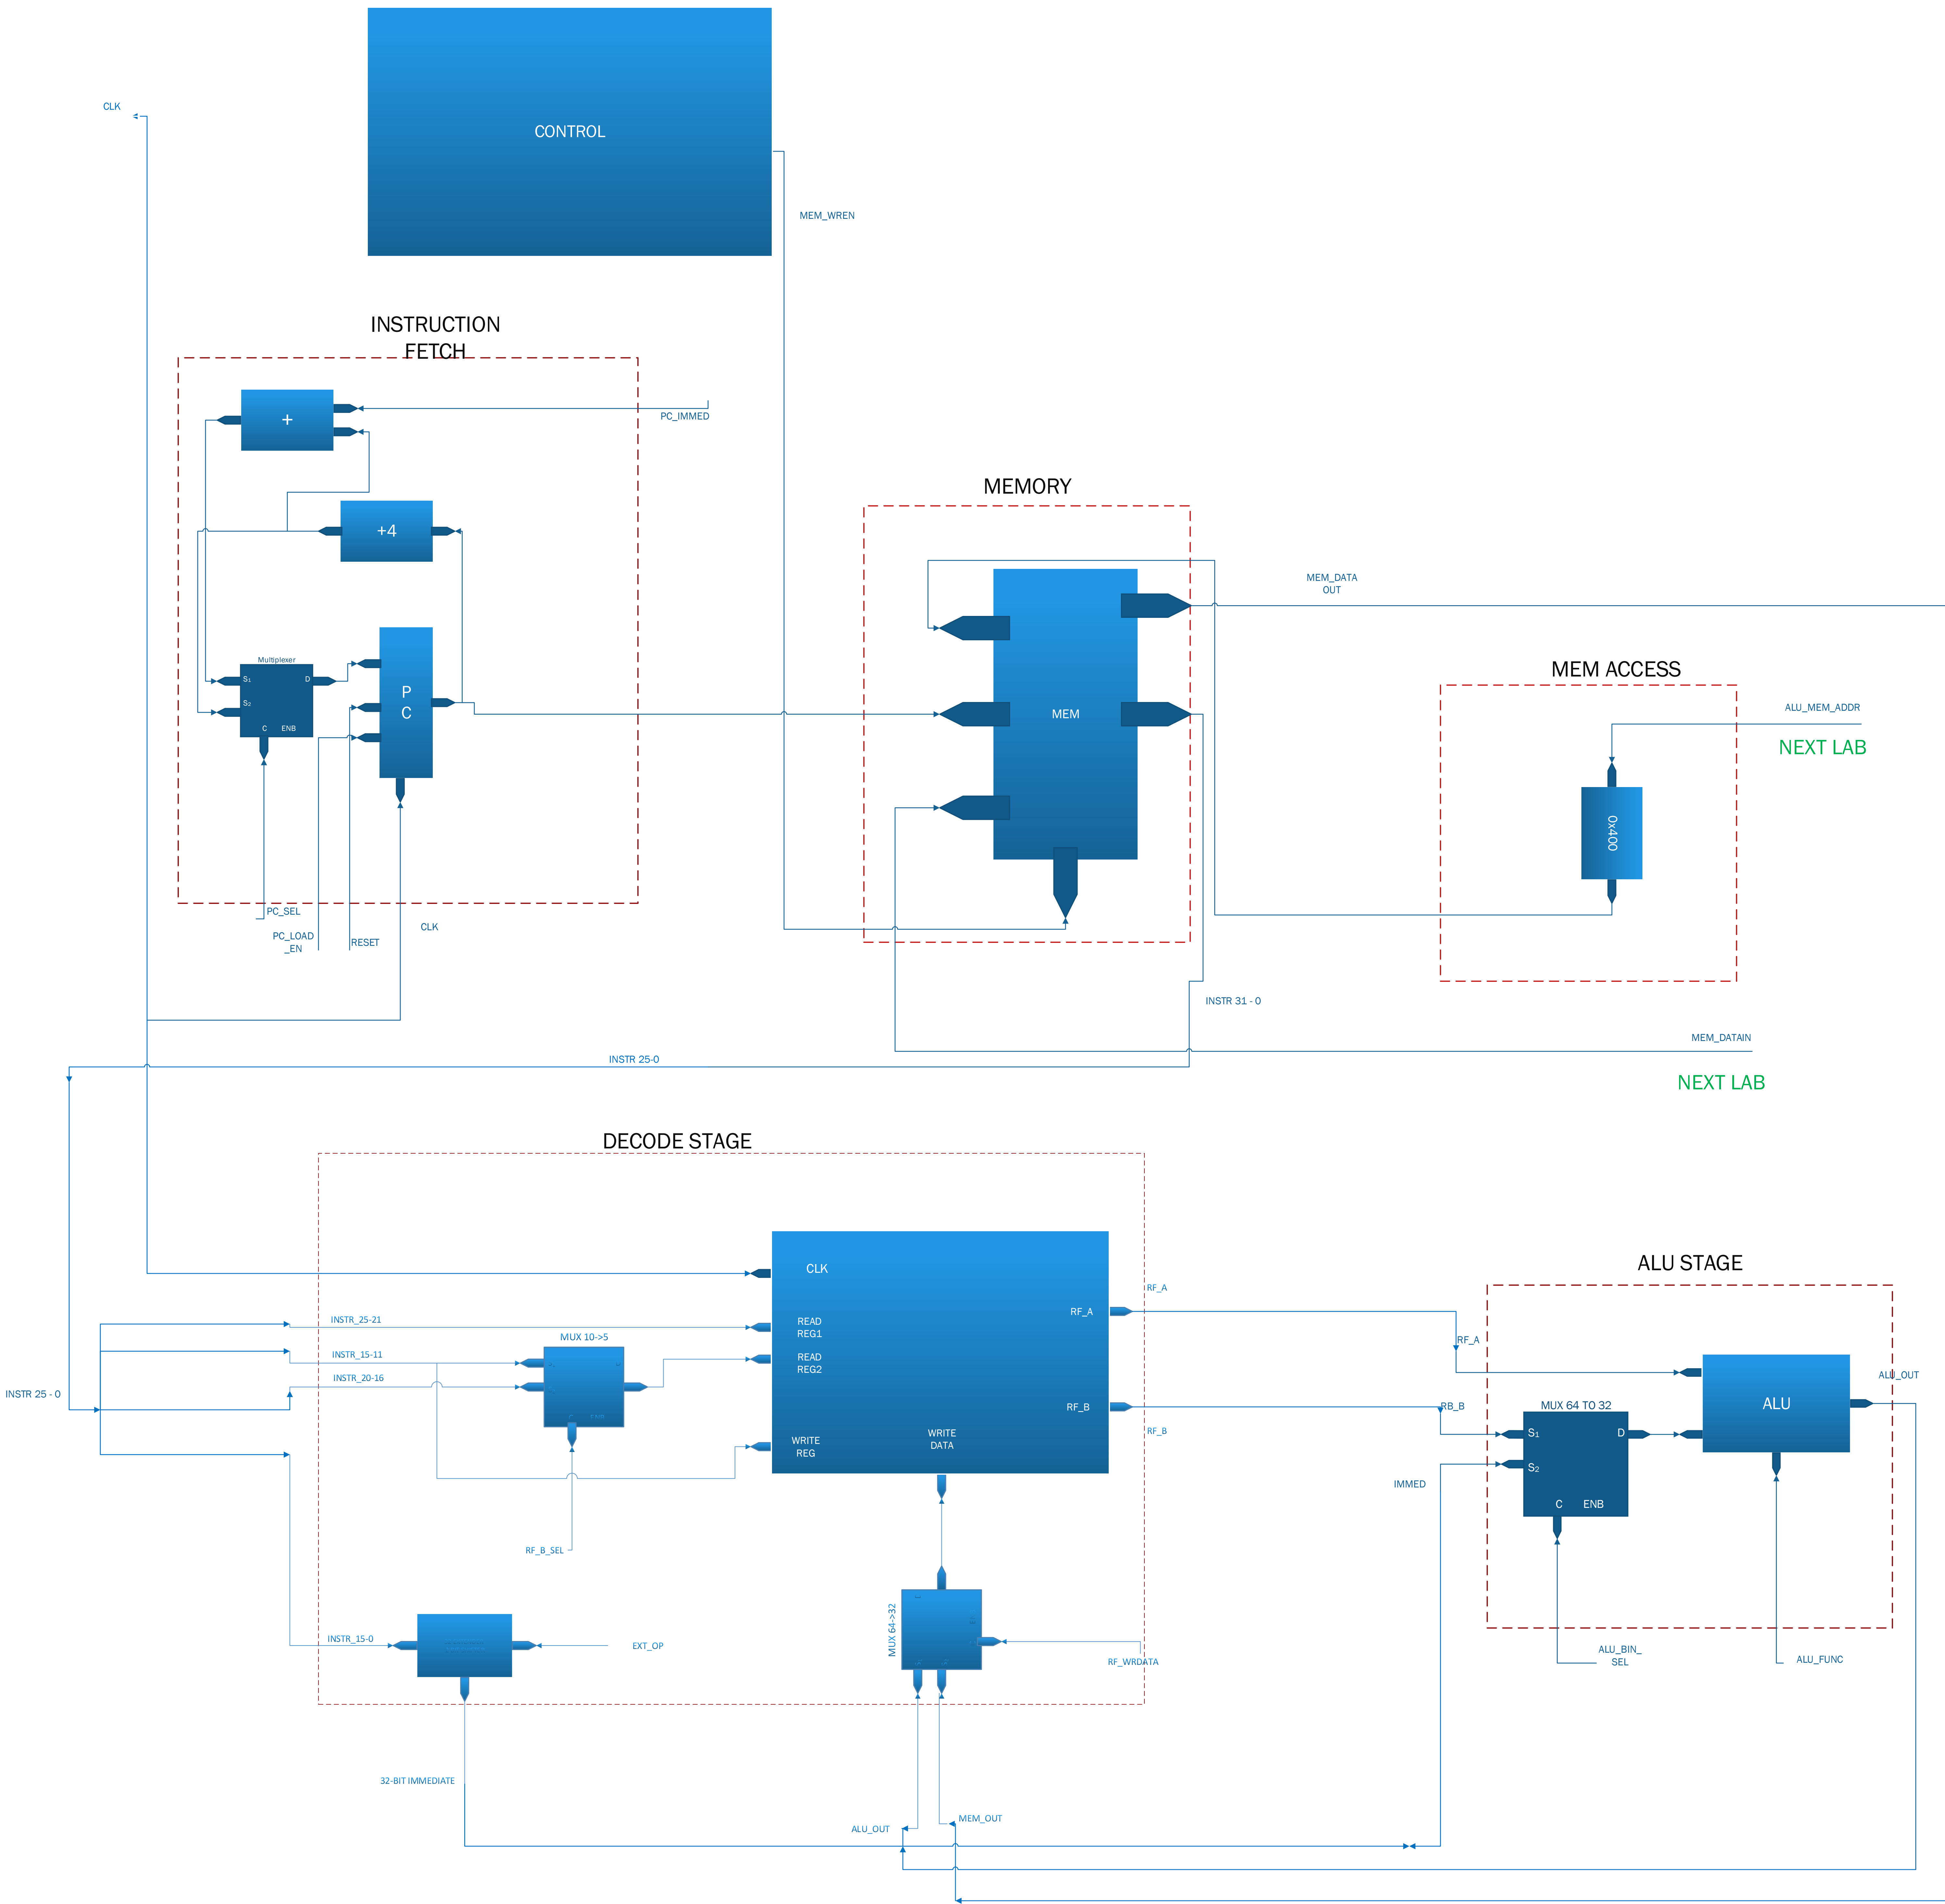 CONTROL
CLK
MEM_WREN
INSTRUCTION
FETCH
+
PC_IMMED
+4
MEMORY
MEM_DATA
OUT
Multiplexer
S1
D
S2
C
ENB
P
C
MEM
MEM ACCESS
ALU_MEM_ADDR
NEXT LAB
0x400
PC_SEL
PC_LOAD
_EN
RESET
CLK
INSTR 31 - 0
MEM_DATAIN
INSTR 25-0
NEXT LAB
DECODE STAGE
CLK
ALU STAGE
RF_A
RF_A
INSTR_25-21
READ
REG1
MUX 10->5
RF_A
INSTR_15-11
READ
REG2
INSTR_20-16
INSTR 25 - 0
RF_B
RB_B
MUX 64 TO 32
ALU
ALU_OUT
RF_B
WRITE
REG
WRITE
DATA
C
ENB
S1
D
S2
IMMED
C
ENB
RF_B_SEL
MUX 64->32
INSTR_15-0
EXT_OP
RF_WRDATA
ALU_BIN_
SEL
ALU_FUNC
32-BIT IMMEDIATE
ALU_OUT
MEM_OUT